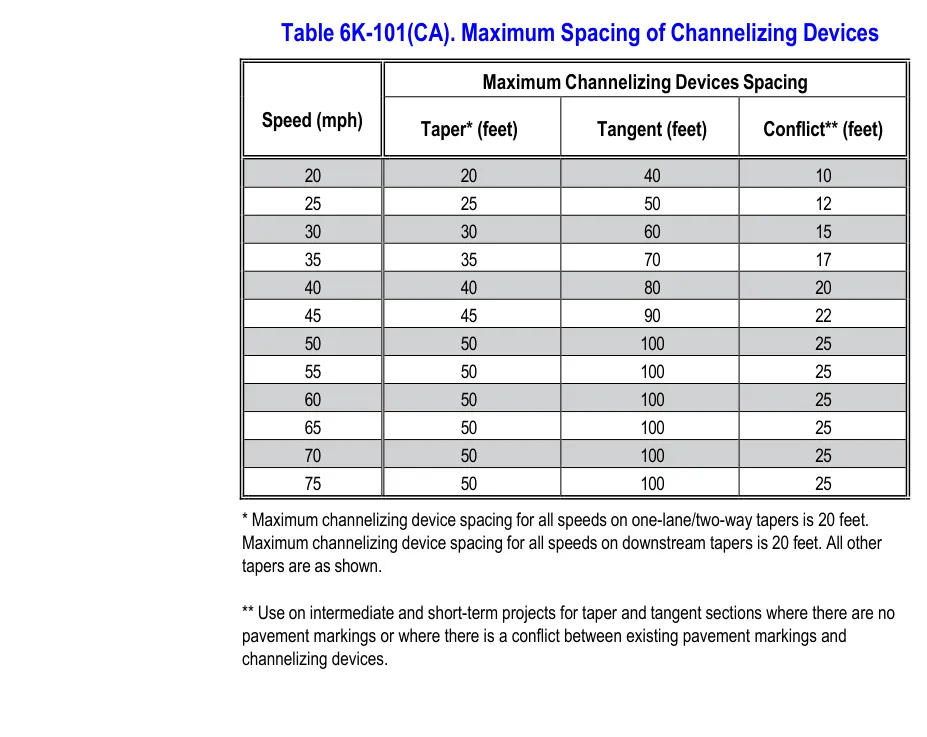 Table 6K-101(CA). Maximum Spacing of Channelizing Devices
Speed (mph)
Maximum Channelizing Devices Spacing
Taper* (feet) Tangent (feet) Conflict** (feet)
20 20 40 10
25 25 50 12
30 30 60 15
35 35 70 17
40 40 80 20
45 45 90 22
50 50 100 25
55 50 100 25
60 50 100 25
65 50 100 25
70 50 100 25
75 50 100 25
* Maximum channelizing device spacing for all speeds on one-lane/two-way tapers is 20 feet.
Maximum channelizing device spacing for all speeds on downstream tapers is 20 feet. All other
tapers are as shown.
** Use on intermediate and short-term projects for taper and tangent sections where there are no
pavement markings or where there is a conflict between existing pavement markings and
channelizing devices.